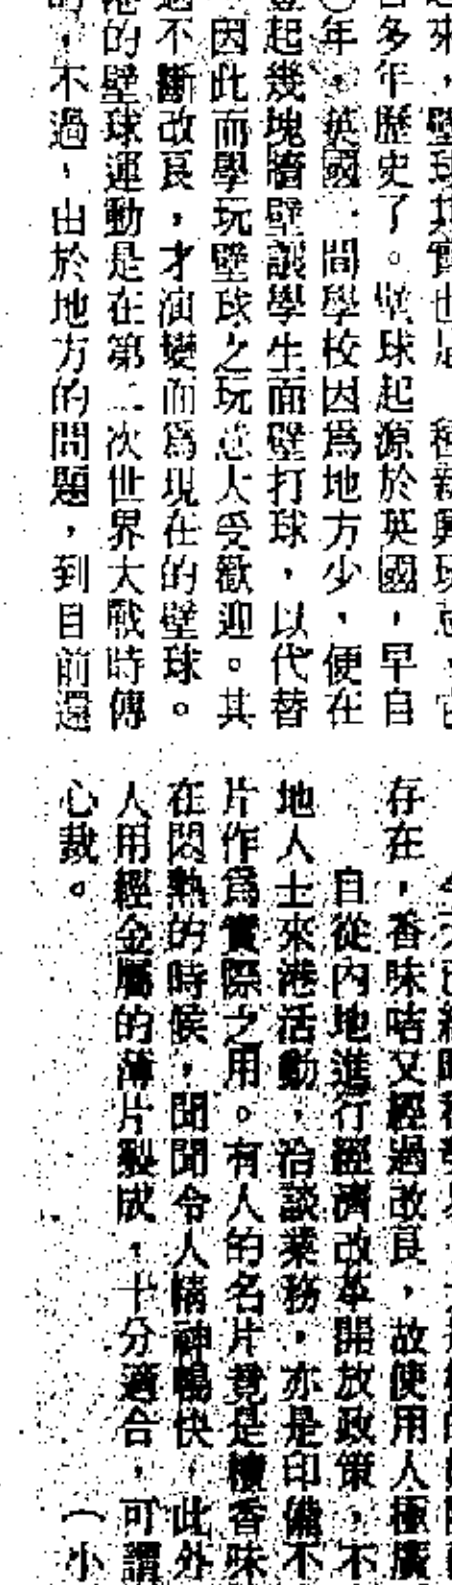 來，壁球其實也是一種新興玩意，它
多年歷史了。壁球起源於英國，早自
○年，英國一間學校因爲地方少，便在
起幾塊牆壁讓學生面壁打球，以代替
因此而學玩壁球之玩意大受歡迎。其
不斷改良，才演變而爲現在的壁球。
的壁球運動是在第二次世界大戰時傳
，不過，由於地方的問題，到目前還
存在，香味咭又經過改良，故使用人極廣
自從內地進行經濟改革開放政策，不
地人士來港活動，洽談業務，亦是印備不
片作爲實際之用。有人的名片竟是檀香味
在悶熱的時候，聞聞令人精神暢快，此外
人用經金屬的薄片製成，十分適合，可謂
心裁。（小